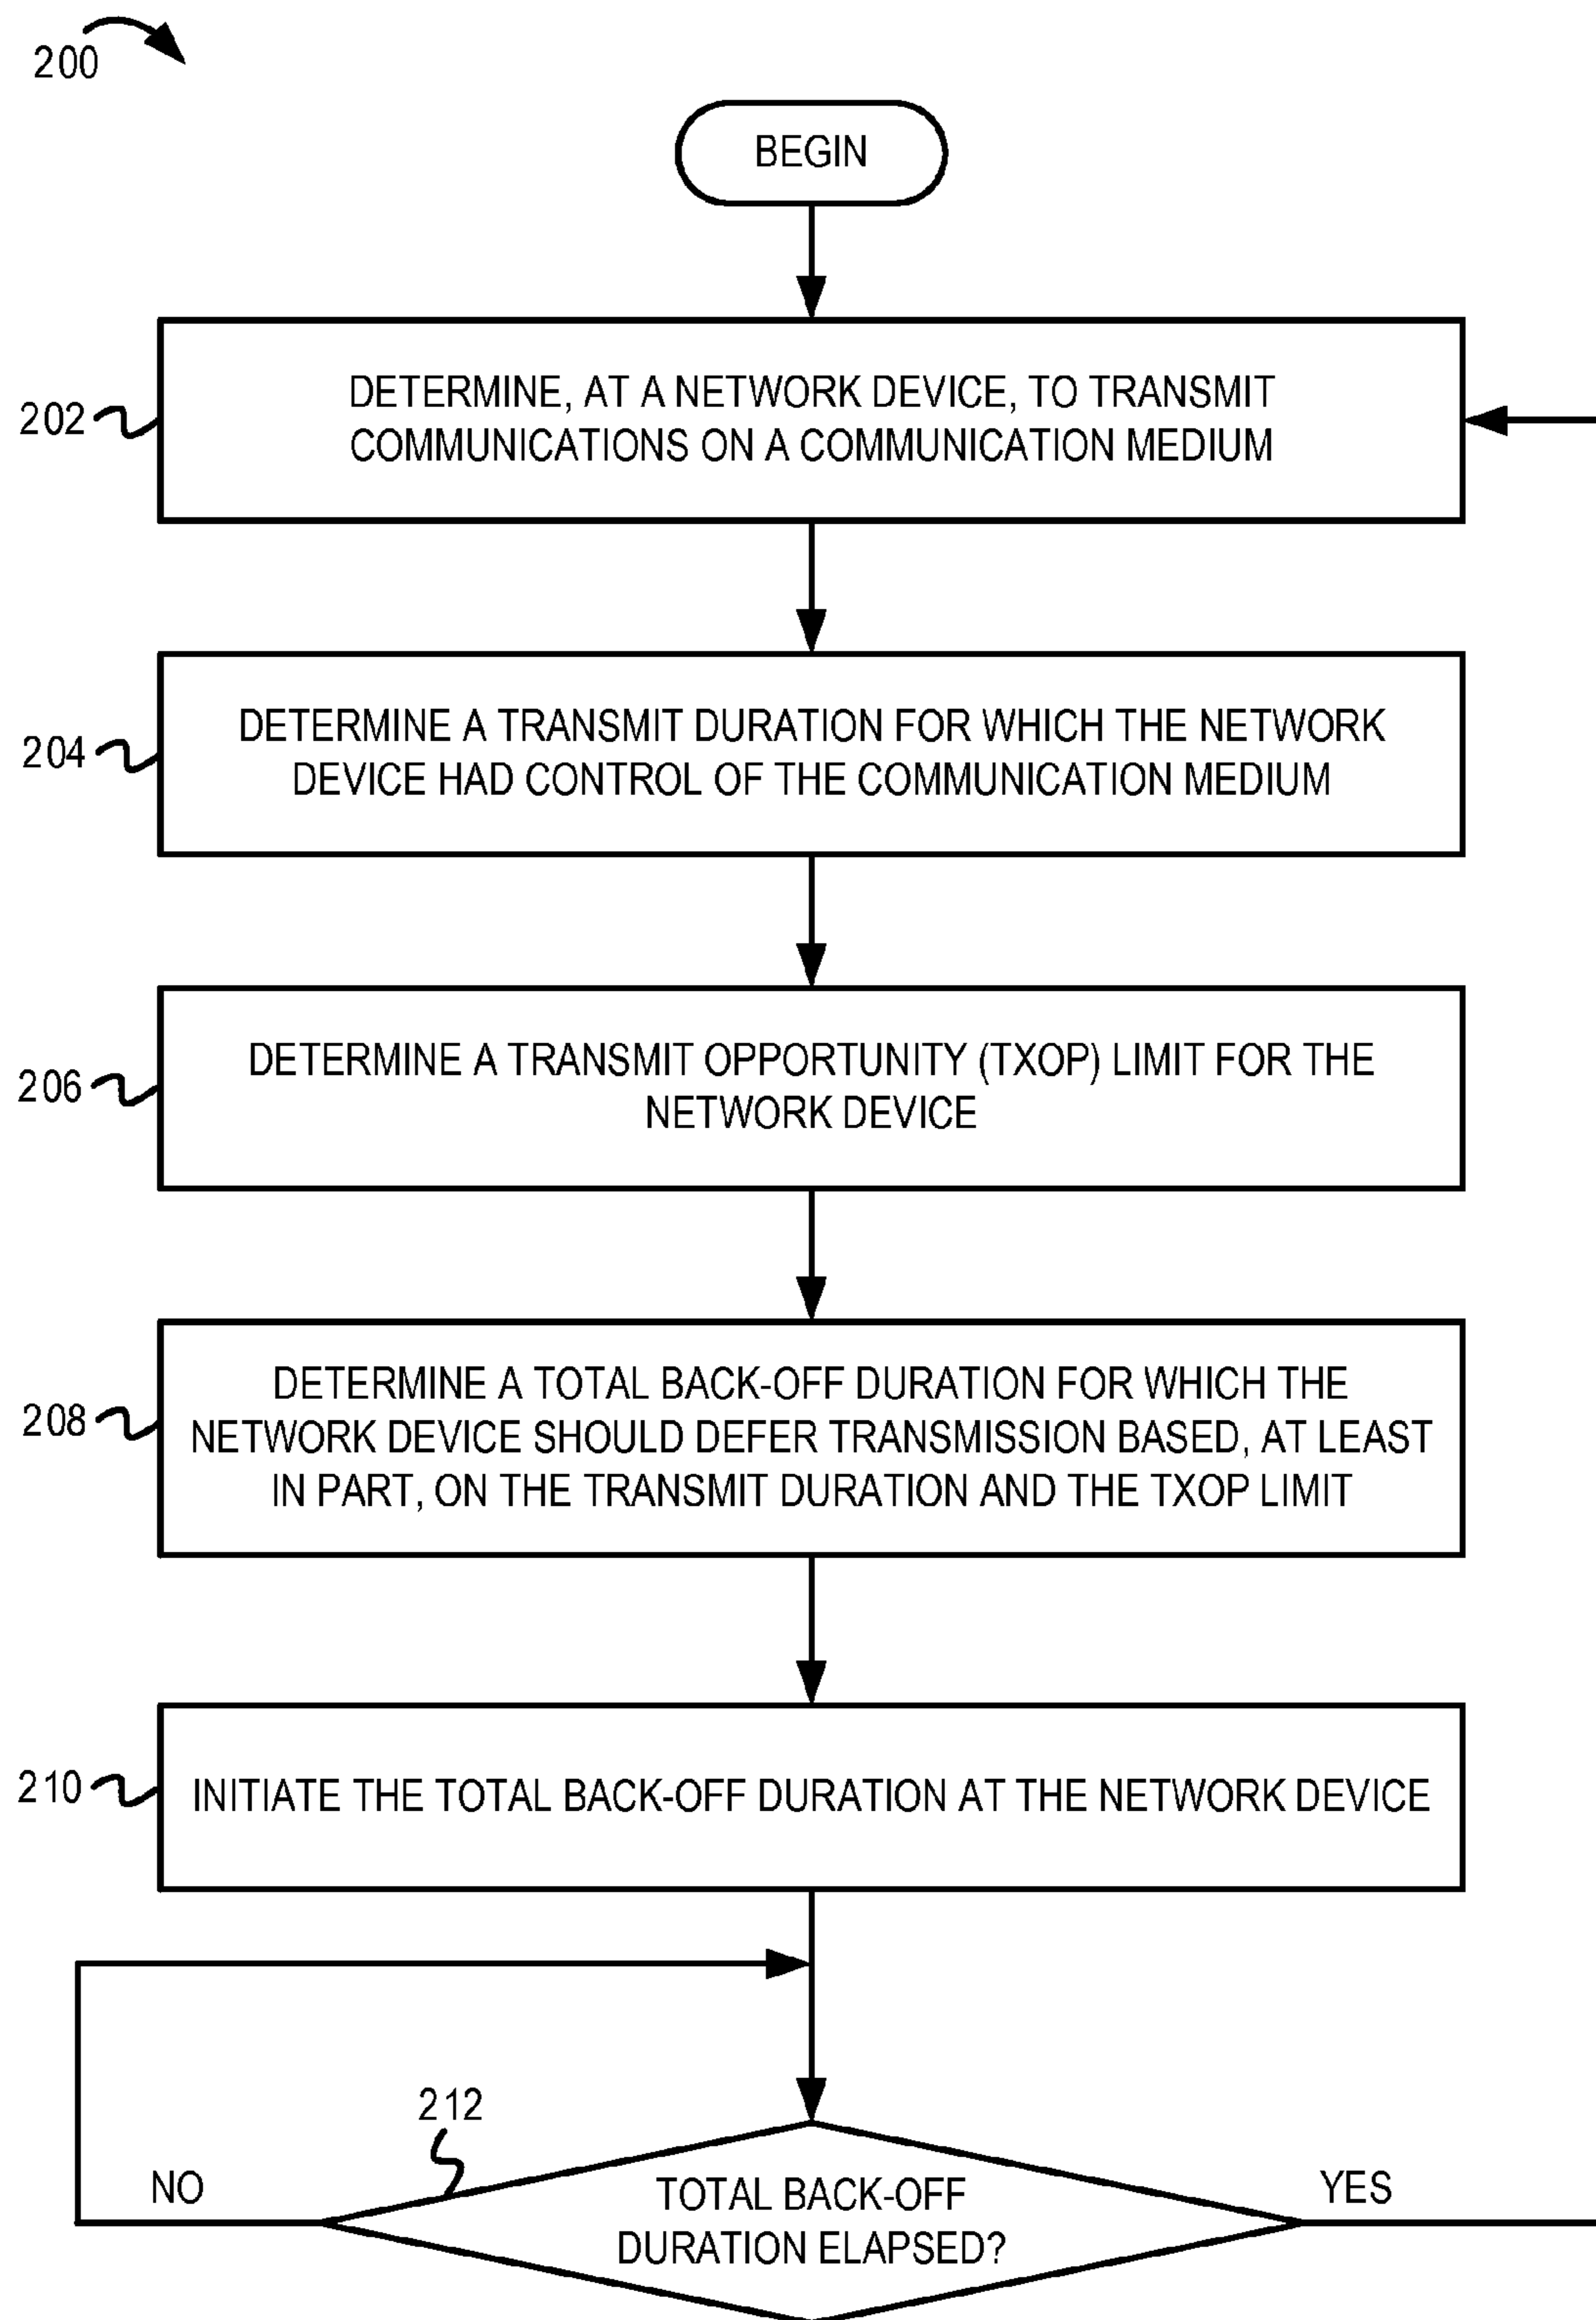 200
BEGIN
202
DETERMINE, AT A NETWORK DEVICE, TO TRANSMIT
COMMUNICATIONS ON A COMMUNICATION MEDIUM
204
DETERMINE A TRANSMIT DURATION FOR WHICH THE NETWORK
DEVICE HAD CONTROL OF THE COMMUNICATION MEDIUM
206
DETERMINE A TRANSMIT OPPORTUNITY (TXOP) LIMIT FOR THE
NETWORK DEVICE
208
DETERMINE A TOTAL BACK-OFF DURATION FOR WHICH THE
NETWORK DEVICE SHOULD DEFER TRANSMISSION BASED, AT LEAST
IN PART, ON THE TRANSMIT DURATION AND THE TXOP LIMIT
210
INITIATE THE TOTAL BACK-OFF DURATION AT THE NETWORK DEVICE
212
NO
TOTAL BACK-OFF
DURATION ELAPSED?
YES